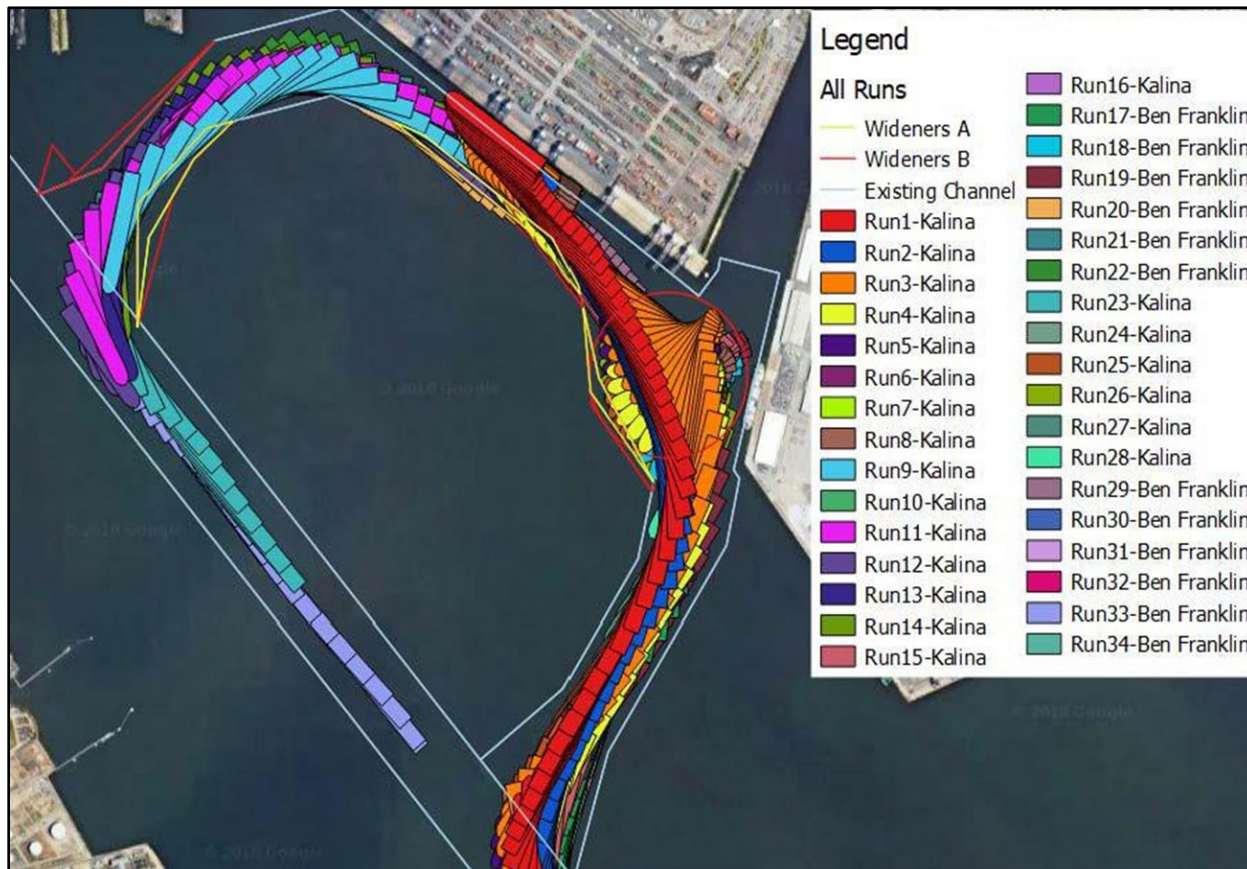 Legend
All Runs
Wideners A
Wideners B
Existing Channel
Run1-Kalina
Run2-Kalina
Run3-Kalina
Run4-Kalina
Run5-Kalina
Run6-Kalina
Run7-Kalina
Run8-Kalina
Run9-Kalina
Run10-Kalina
Run11-Kalina
Run12-Kalina
Run13-Kalina
Run14-Kalina
Run15-Kalina
Run16-Kalina
Run17-Ben Franklin
Run18-Ben Franklin
Run19-Ben Franklin
Run20-Ben Franklin
Run21-Ben Franklin
Run22-Ben Franklin
Run23-Kalina
Run24-Kalina
Run25-Kalina
Run26-Kalina
Run27-Kalina
Run28-Kalina
Run29-Ben Franklin
Run30-Ben Franklin
Run31-Ben Franklin
Run32-Ben Franklin
Run33-Ben Franklin
Run34-Ben Franklin
© 2018 Google
© 2018 Google
© 2018 Google
© 2018 Google